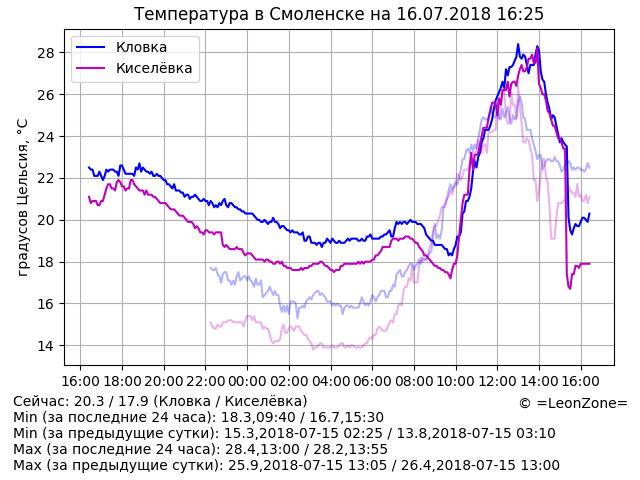 Температура в Смоленске на 16.07.2018 16:25
Кловка
Киселёвка
градусов Цельсия, °C
28
26
24
22
20
18
16
14
16:00 18:00 20:00 22:00 00:00 02:00 04:00 06:00 08:00 10:00 12:00 14:00 16:00
Сейчас: 20.3 / 17.9 (Кловка / Киселёвка)
© =LeonZone=
Min (за последние 24 часа): 18.3,09:40 / 16.7,15:30
Min (за предыдущие сутки): 15.3,2018-07-15 02:25 / 13.8,2018-07-15 03:10
Max (за последние 24 часа): 28.4,13:00 / 28.2,13:55
Max (за предыдущие сутки): 25.9,2018-07-15 13:05 / 26.4,2018-07-15 13:00